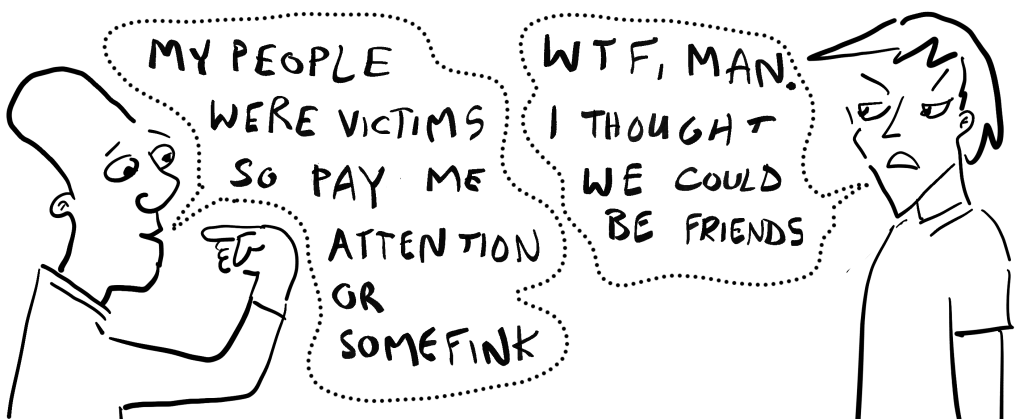 MY PEOPLE
WERE VICTIMS
SO PAY ME
ATTENTION
OR
SOMEFINK
WTF, MAN.
I THOUGHT
WE COULD
BE FRIENDS